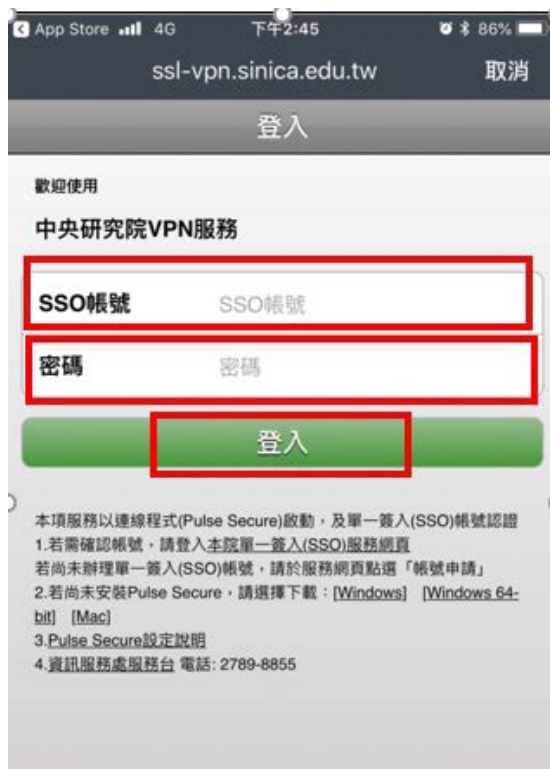 App Store 4G 下午2:45 86%
ssl-vpn.sinica.edu.tw 取消
登入
歡迎使用
中央研究院VPN服務
SSO帳號 SSO帳號
密碼 密碼
登入
本項服務以連線程式(Pulse Secure)啟動，及單一簽入(SSO)帳號認證
1.若需確認帳號，請登入本院單一簽入(SSO)服務網頁
若尚未辦理單一簽入(SSO)帳號，請於服務網頁點選「帳號申請」
2.若尚未安裝Pulse Secure，請選擇下載：[Windows] [Windows 64-
bit] [Mac]
3.Pulse Secure設定說明
4.資訊服務處服務台 電話: 2789-8855